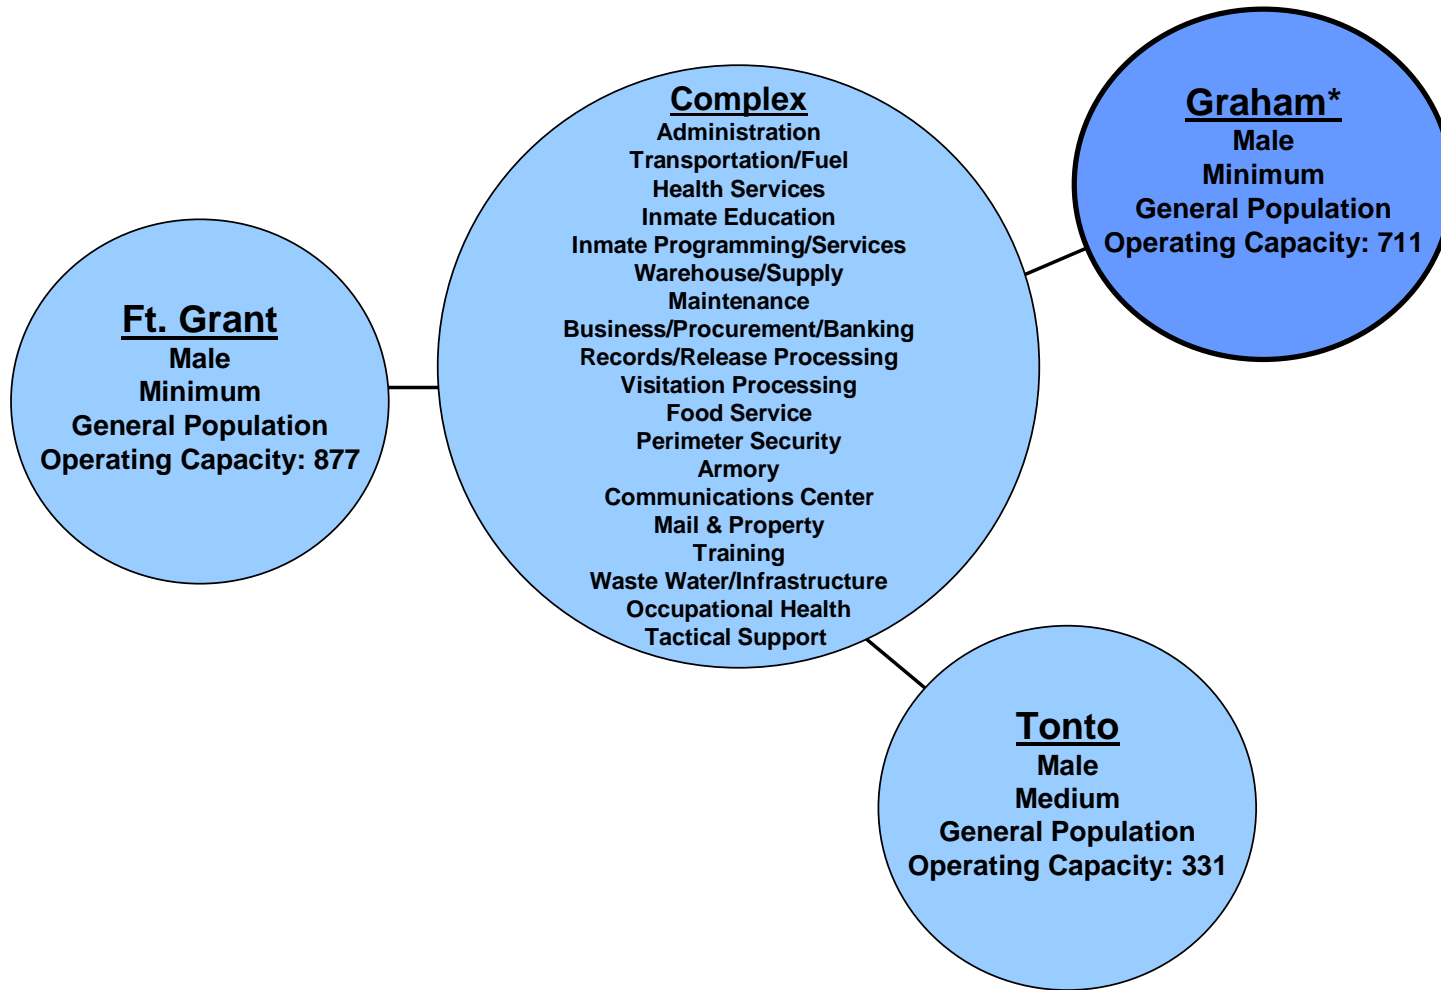 Complex
Administration
Transportation/Fuel
Health Services
Inmate Education
Inmate Programming/Services
Warehouse/Supply
Maintenance
Business/Procurement/Banking
Records/Release Processing
Visitation Processing
Food Service
Perimeter Security
Armory
Communications Center
Mail & Property
Training
Waste Water/Infrastructure
Occupational Health
Tactical Support
Graham*
Male
Minimum
General Population
Operating Capacity: 711
Ft. Grant
Male
Minimum
General Population
Operating Capacity: 877
Tonto
Male
Medium
General Population
Operating Capacity: 331